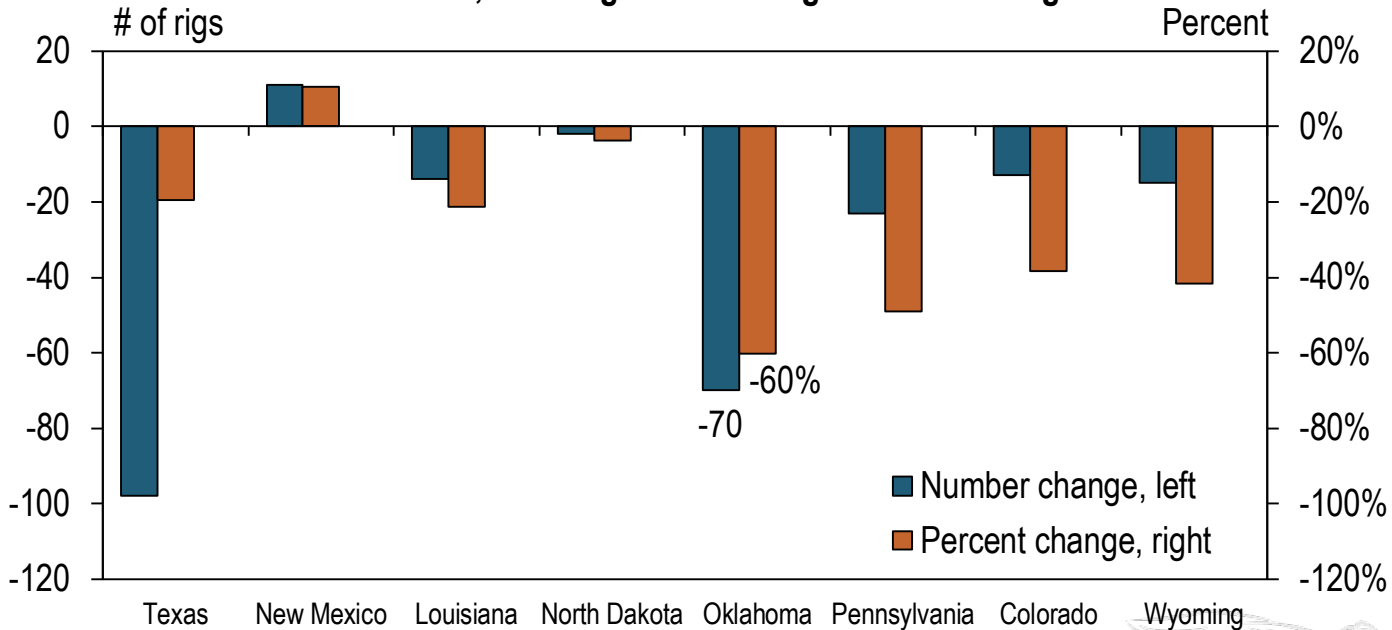 # of rigs Percent
20 20%
0 0%
-20 -20%
-40 -40%
-60 -60%
-80 -80%
-100 -100%
-120 -120%
-60%
-70
Number change, left
Percent change, right
Texas New Mexico Louisiana North Dakota Oklahoma Pennsylvania Colorado Wyoming